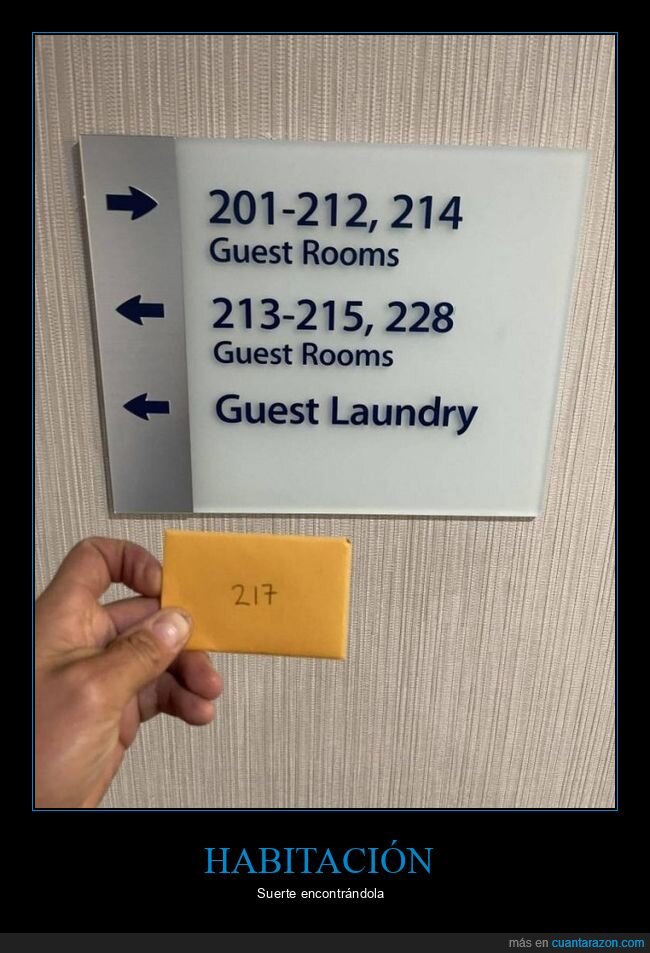 201-212, 214
Guest Rooms
213-215, 228
Guest Rooms
Guest Laundry
217
HABITACIÓN
Suerte encontrándola
más en cuantarazon.com